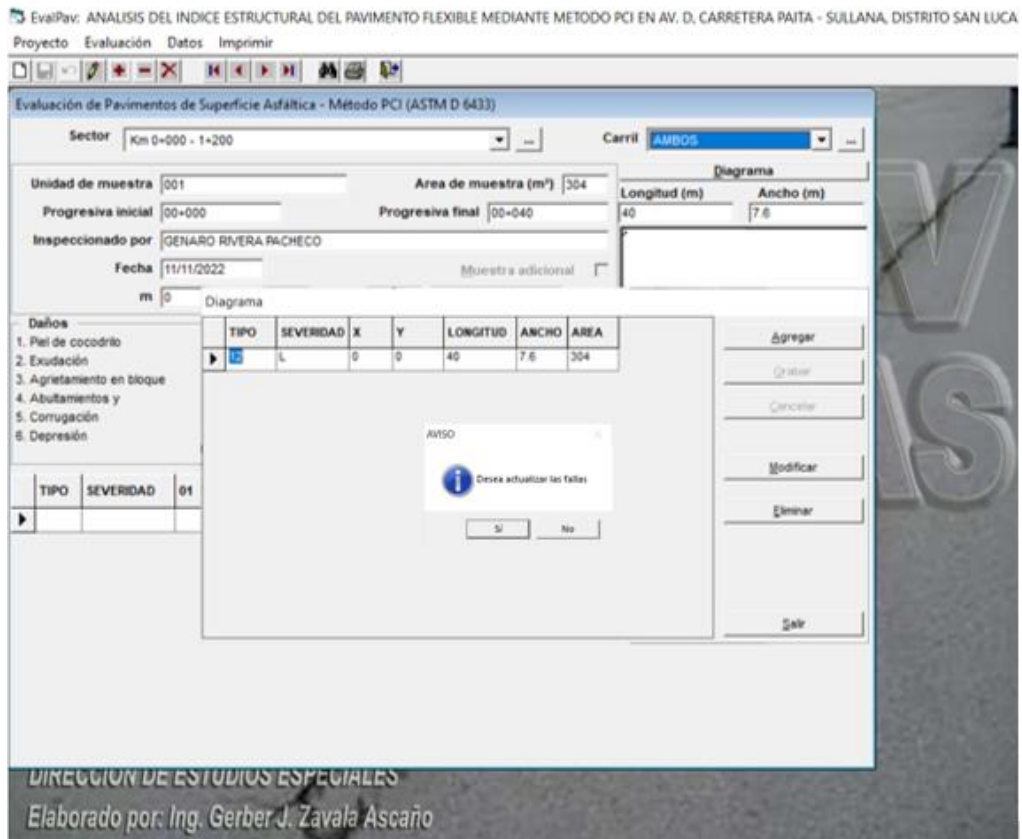 EvalPav: ANALISIS DEL INDICE ESTRUCTURAL DEL PAVIMENTO FLEXIBLE MEDIANTE METODO PCI EN AV. D, CARRETERA PAITA - SULLANA, DISTRITO SAN LUCA
Proyecto Evaluación Datos Imprimir
Evaluación de Pavimentos de Superficie Asfáltica - Método PCI (ASTM D 6433)
Sector Km 0+000 - 1+200 ... Carril AMBOS ...
Diagrama
Unidad de muestra 001 Area de muestra (m²) 304 Longitud (m) Ancho (m)
Progresiva inicial 00+000 Progresiva final 00+040 40 7.6
Inspeccionado por GENARO RIVERA PACHECO
Fecha 11/11/2022 Muestra adicional
m 0
Diagrama
Daños
1. Piel de cocodrilo
2. Exudación
3. Agrietamiento en bloque
4. Abultamientos y
5. Corrugación
6. Depresión
TIPO SEVERIDAD 01
TIPO SEVERIDAD X Y LONGITUD ANCHO AREA
12 L 0 0 40 7.6 304
AVISO
Desea actualizar las fallas
Sí No
Agregar
Grabar
Cancelar
Modificar
Eliminar
Salir
V
AS
DIRECCION DE ESTUDIOS ESPECIALES
Elaborado por: Ing. Gerber J. Zavala Ascaño